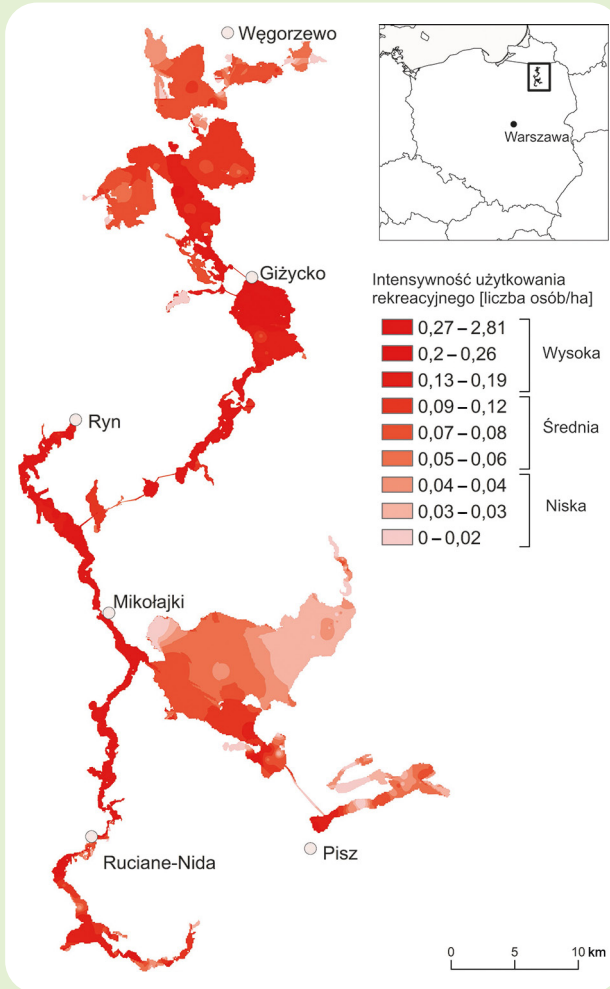 Węgorzewo
Warszawa
Giżycko
Intensywność użytkowania
rekreacyjnego [liczba osób/ha]
0,27 – 2,81
0,2 – 0,26
0,13 – 0,19
Wysoka
0,09 – 0,12
0,07 – 0,08
0,05 – 0,06
Średnia
0,04 – 0,04
0,03 – 0,03
0 – 0,02
Niska
Ryn
Mikołajki
Ruciane-Nida
Pisz
0 5 10 km